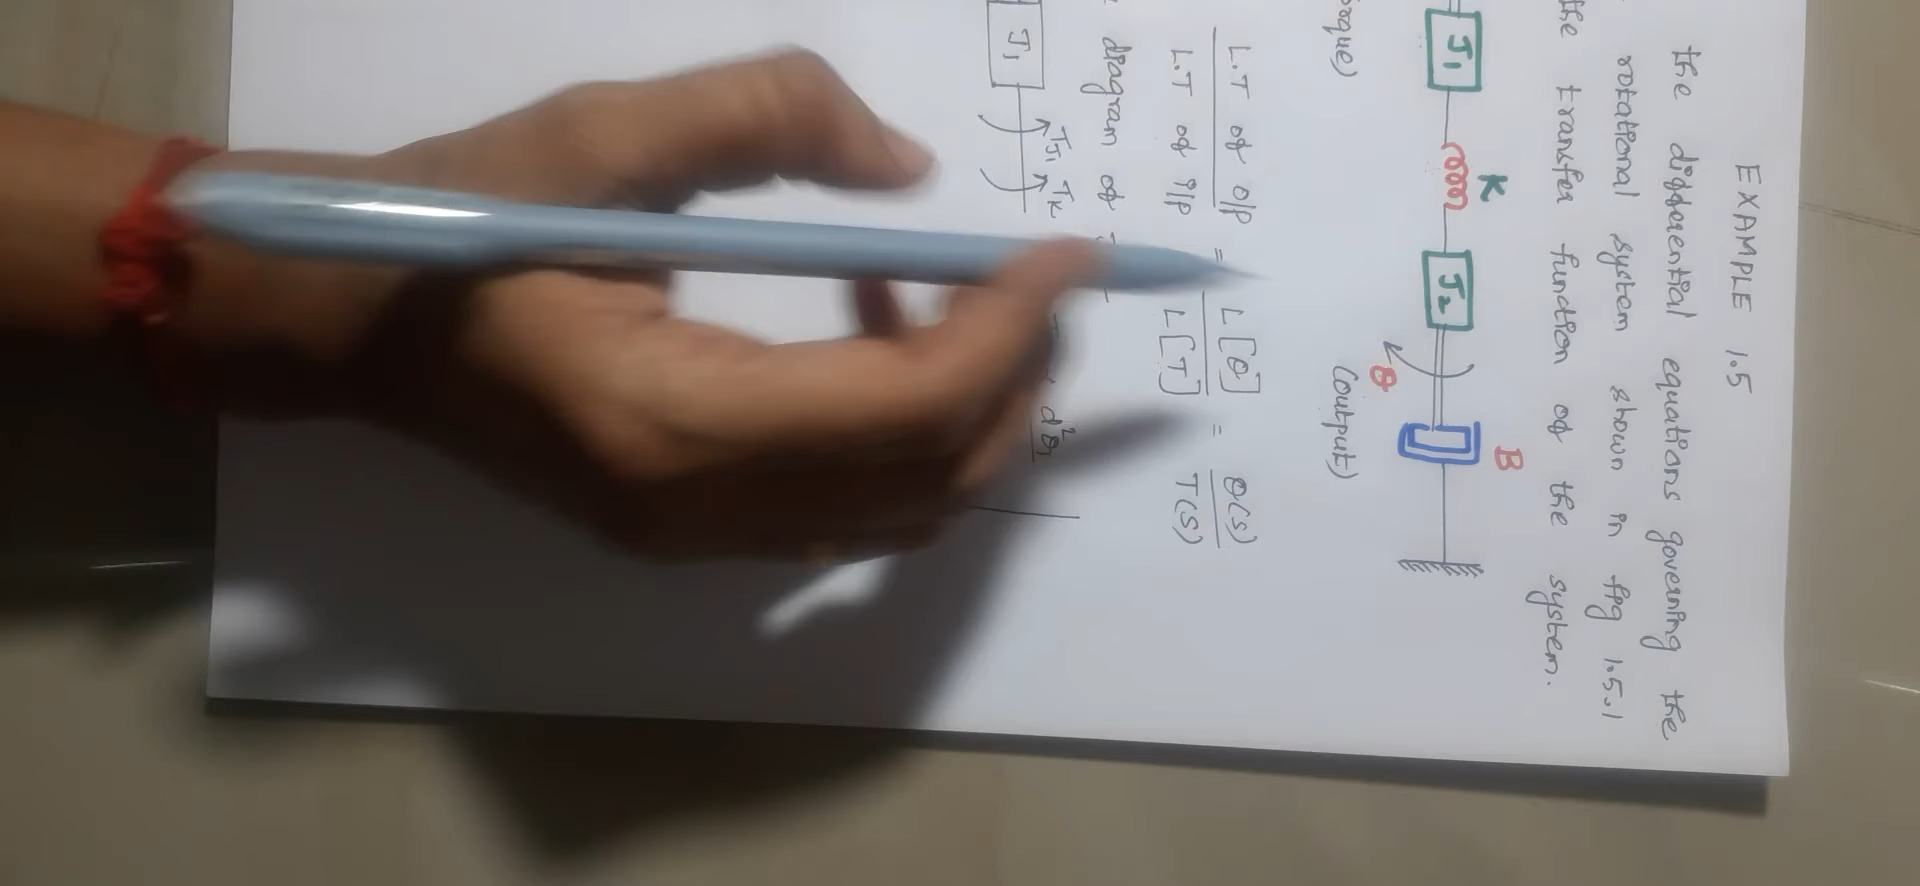 EXAMPLE 1.5
the differential equations governing the
rotational system shown in fig 1.5.1
the transfer function of the system.
K B
J₁ J₂
θ
(output)
L.T of o/p = L[θ] = θ(s)
L.T of i/p L[T] T(s)
diagram of
TJ₁ TK
J₁
d²θ₁